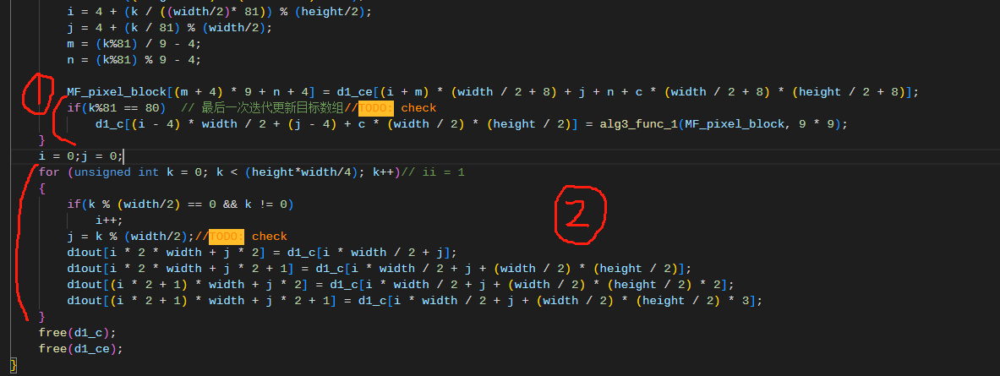 i = 4 + (k / ((width/2)* 81)) % (height/2);
j = 4 + (k / 81) % (width/2);
m = (k%81) / 9 - 4;
n = (k%81) % 9 - 4;
1
MF_pixel_block[(m + 4) * 9 + n + 4] = d1_ce[(i + m) * (width / 2 + 8) + j + n + c * (width / 2 + 8) * (height / 2 + 8)];
if(k%81 == 80)  // 最后一次迭代更新目标数组//TODO: check
d1_c[(i - 4) * width / 2 + (j - 4) + c * (width / 2) * (height / 2)] = alg3_func_1(MF_pixel_block, 9 * 9);
}
i = 0;j = 0;
for (unsigned int k = 0; k < (height*width/4); k++)// ii = 1
{
2
if(k % (width/2) == 0 && k != 0)
i++;
j = k % (width/2);//TODO: check
d1out[i * 2 * width + j * 2] = d1_c[i * width / 2 + j];
d1out[i * 2 * width + j * 2 + 1] = d1_c[i * width / 2 + j + (width / 2) * (height / 2)];
d1out[(i * 2 + 1) * width + j * 2] = d1_c[i * width / 2 + j + (width / 2) * (height / 2) * 2];
d1out[(i * 2 + 1) * width + j * 2 + 1] = d1_c[i * width / 2 + j + (width / 2) * (height / 2) * 3];
}
free(d1_c);
free(d1_ce);
}